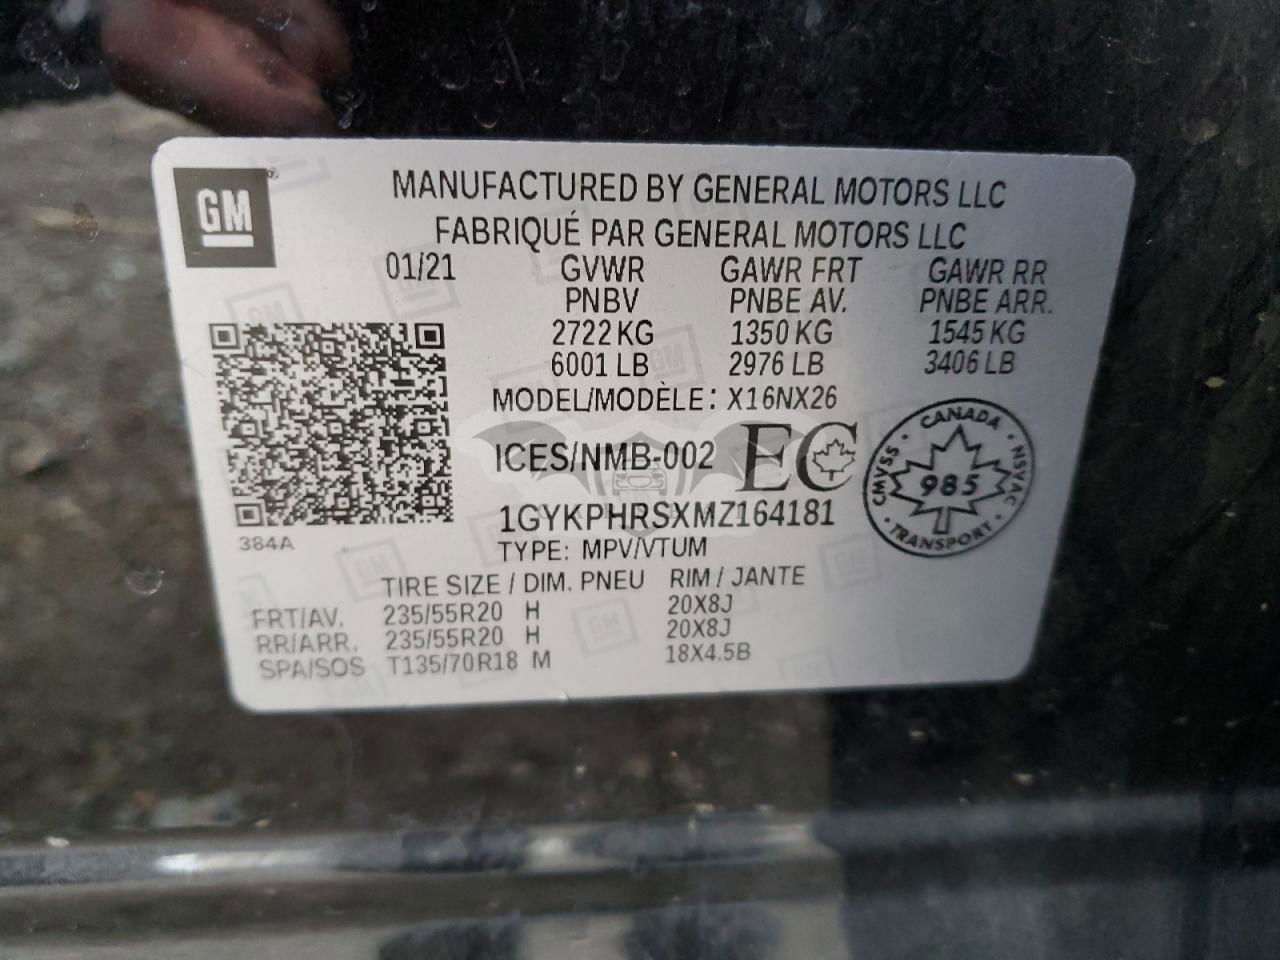 GM
MANUFACTURED BY GENERAL MOTORS LLC
FABRIQUÉ PAR GENERAL MOTORS LLC
01/21 GVWR GAWR FRT GAWR RR
PNBV PNBE AV. PNBE ARR.
2722 KG 1350 KG 1545 KG
6001 LB 2976 LB 3406 LB
MODEL/MODÈLE: X16NX26
ICES/NMB-002 EC
CANADA
CMVSS 985 NSVAC
TRANSPORT
1GYKPHRSXMZ164181
384A
TYPE: MPV/VTUM
TIRE SIZE / DIM. PNEU RIM / JANTE
FRT/AV. 235/55R20 H 20X8J
RR/ARR. 235/55R20 H 20X8J
SPA/SOS T135/70R18 M 18X4.5B